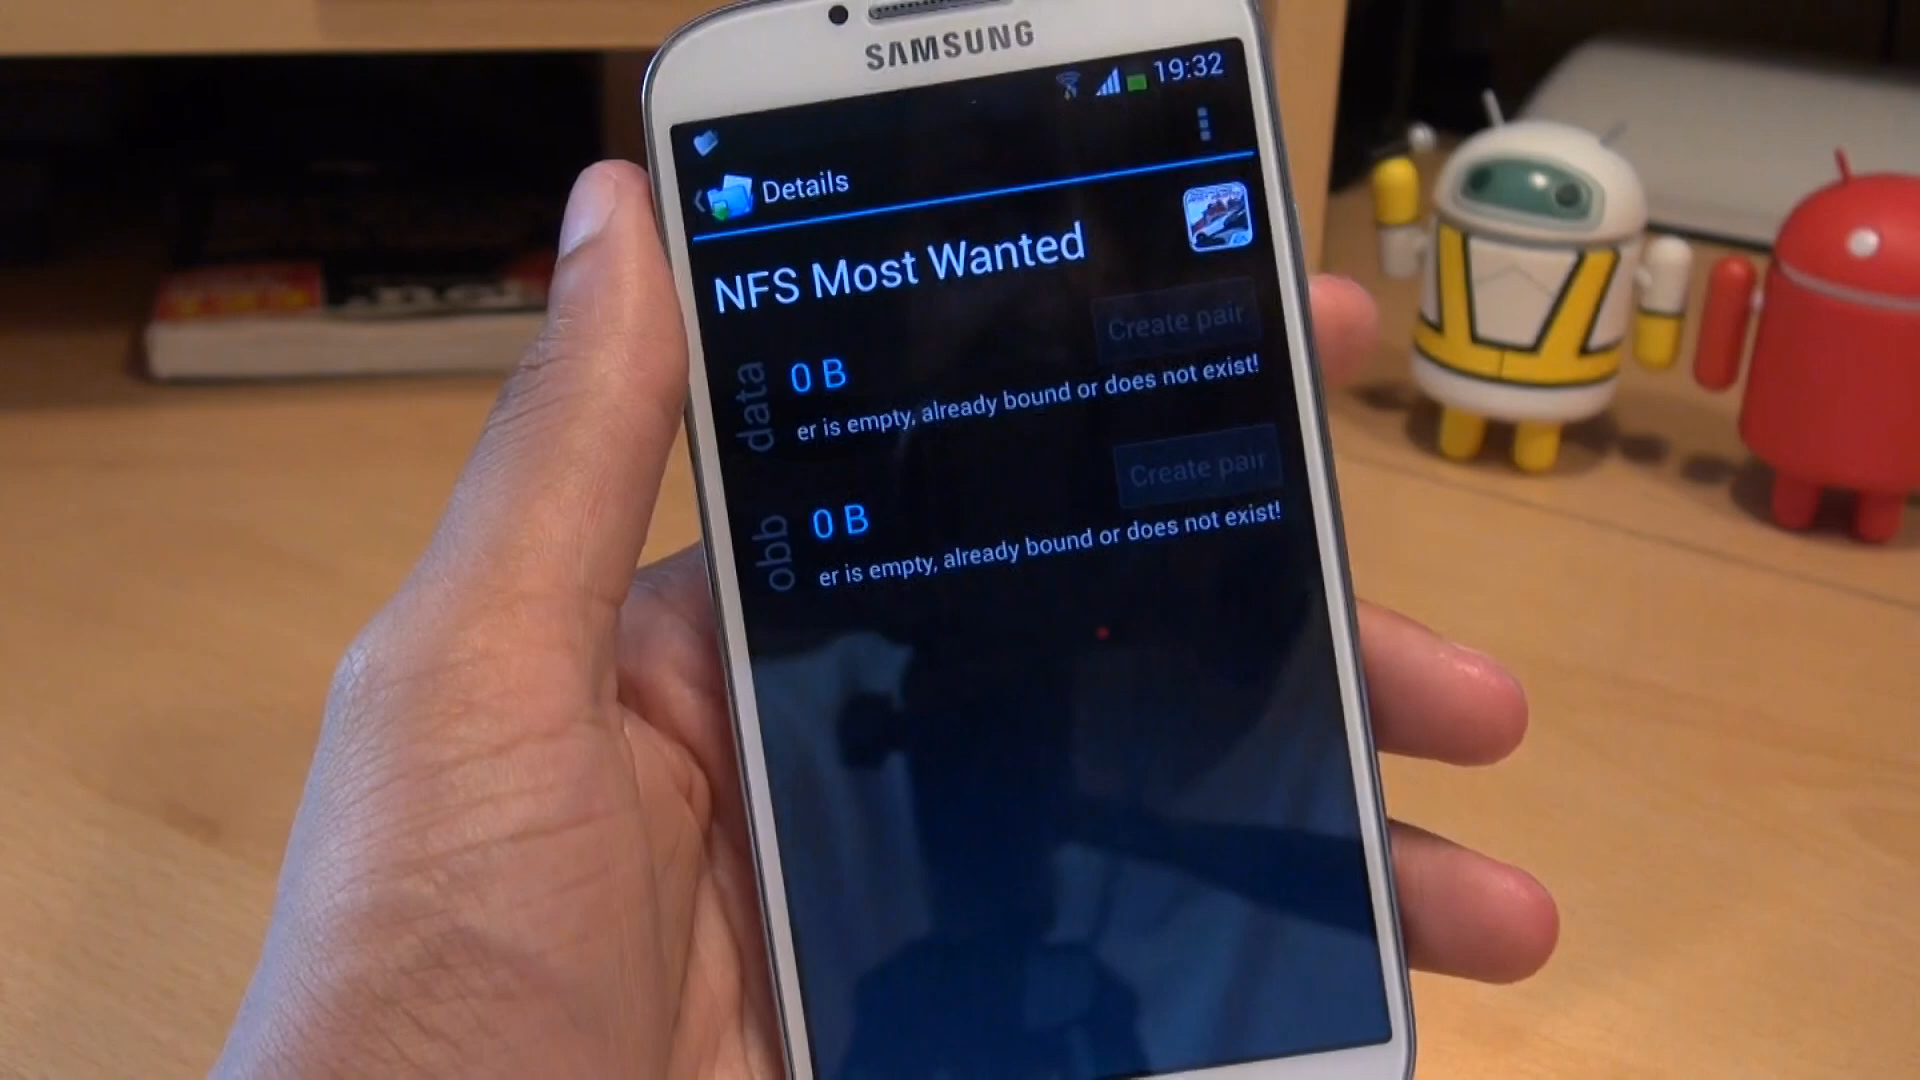 SAMSUNG
19:32
Details
NFS Most Wanted
Create pair
data
0 B
er is empty, already bound or does not exist!
Create pair
obb
0 B
er is empty, already bound or does not exist!